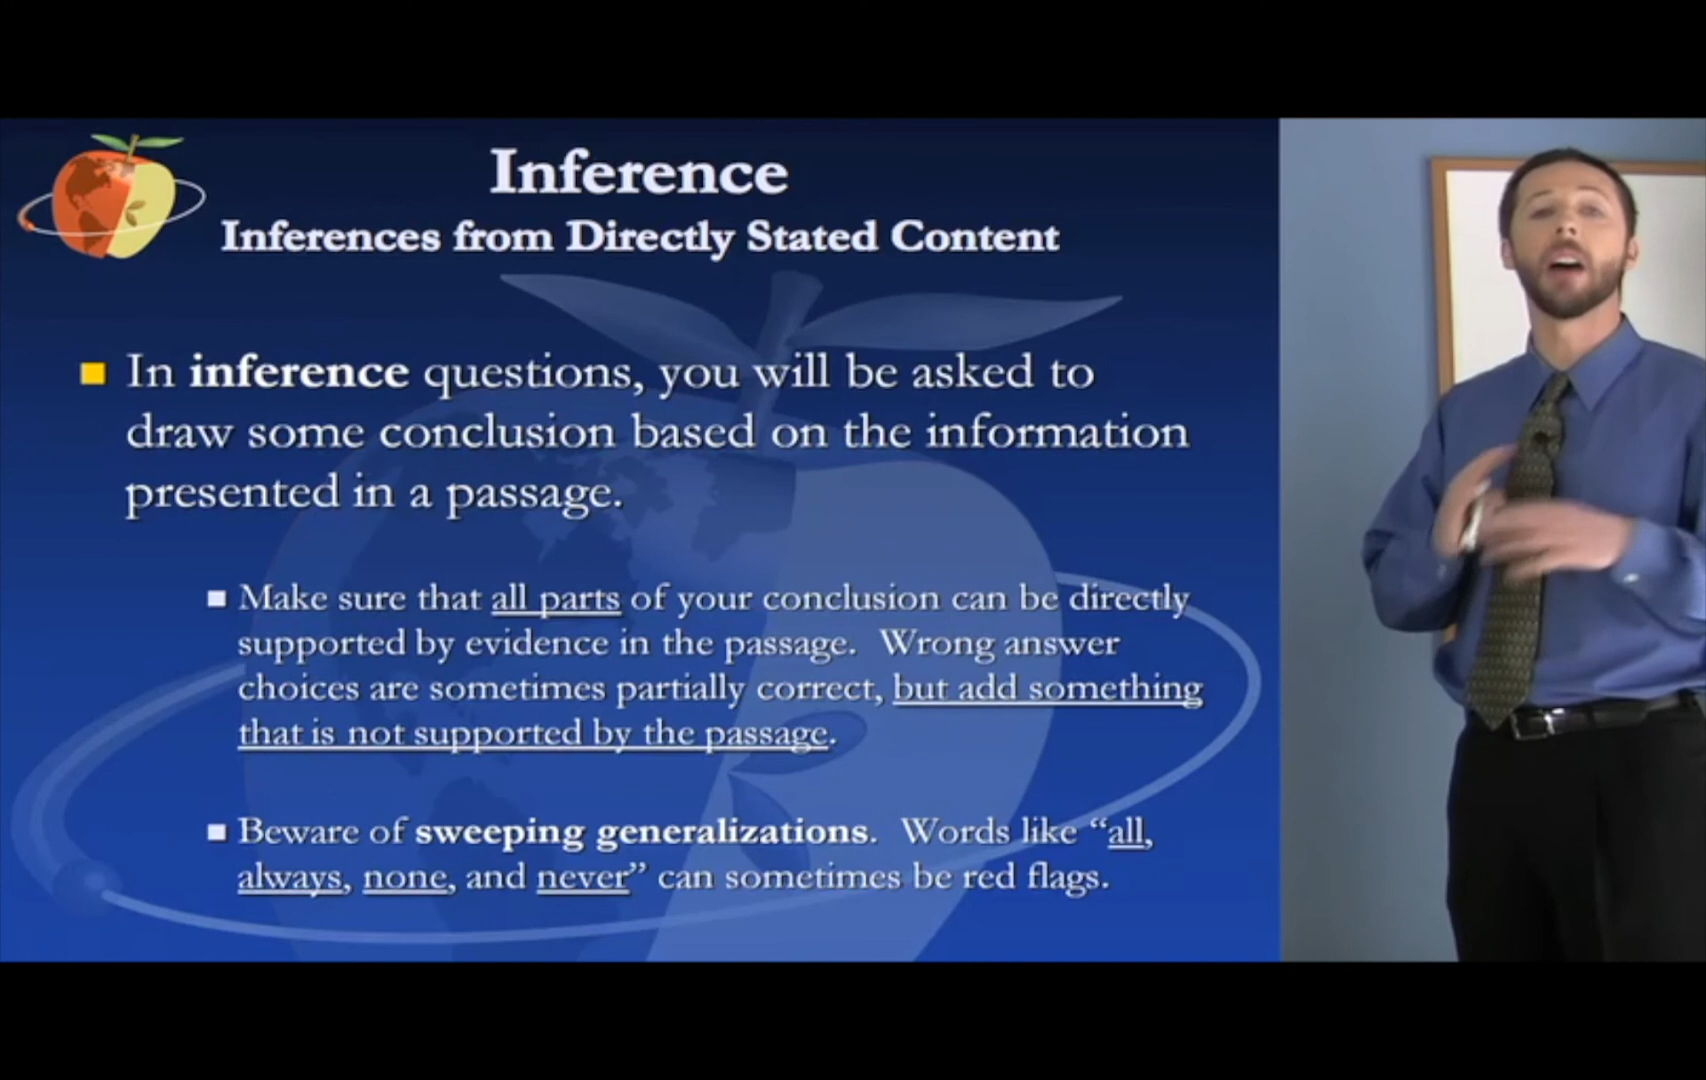 Inference
Inferences from Directly Stated Content
In inference questions, you will be asked to
draw some conclusion based on the information
presented in a passage.
Make sure that all parts of your conclusion can be directly
supported by evidence in the passage. Wrong answer
choices are sometimes partially correct, but add something
that is not supported by the passage.
Beware of sweeping generalizations. Words like “all,
always, none, and never” can sometimes be red flags.